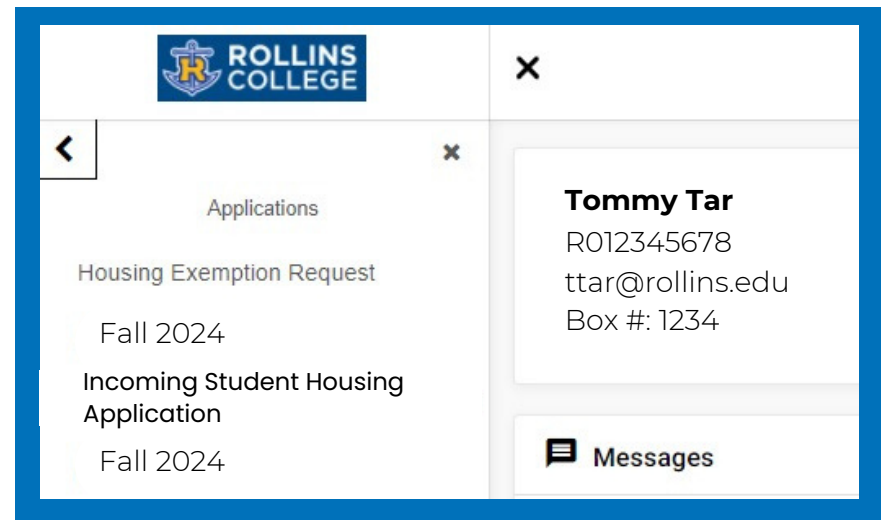 ROLLINS
COLLEGE
Applications
Housing Exemption Request
Fall 2024
Incoming Student Housing
Application
Fall 2024
Tommy Tar
R012345678
ttar@rollins.edu
Box #: 1234
Messages